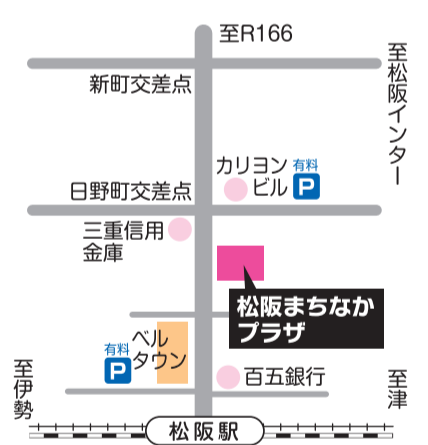 至R166
至松阪インター
新町交差点
カリヨン
ビル
有料
P
日野町交差点
三重信用
金庫
松阪まちなか
プラザ
ベル
タウン
有料
P
百五銀行
至伊勢
至津
松阪駅